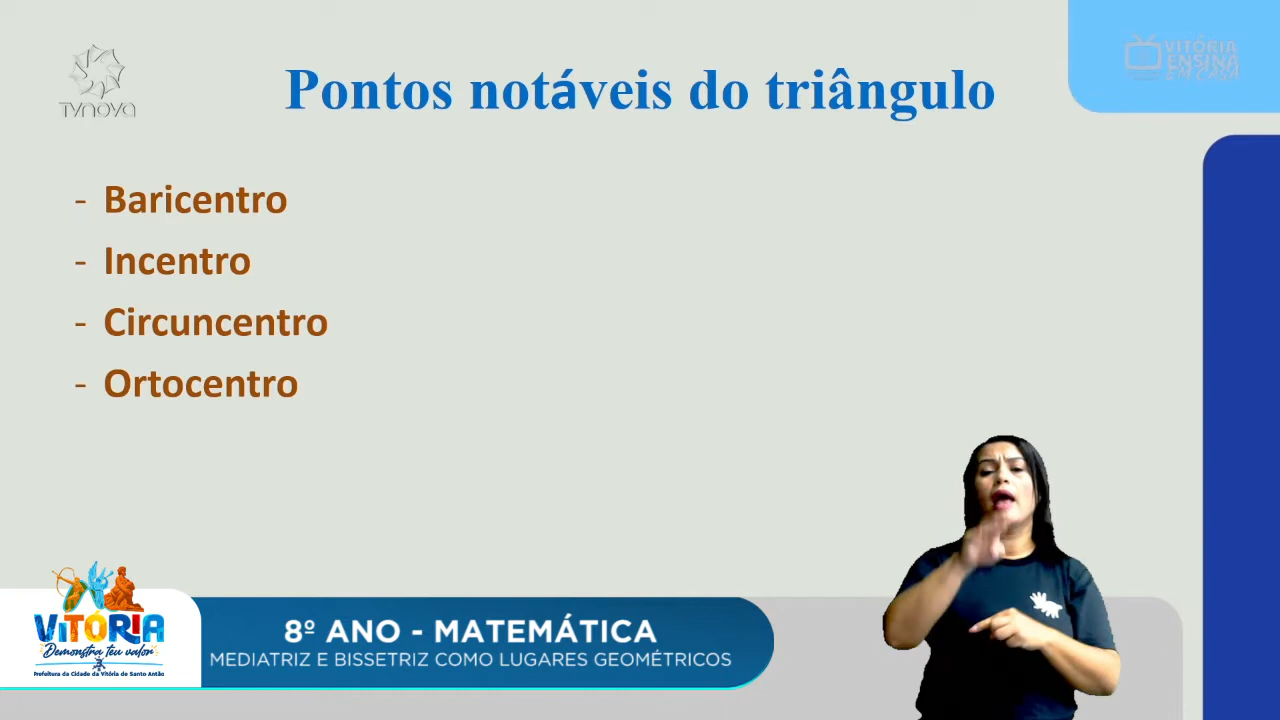 TVNOVA
VITÓRIA
ENSINA
EM CASA
Pontos notáveis do triângulo
- Baricentro
- Incentro
- Circuncentro
- Ortocentro
VITÓRIA
Demonstra teu valor
Prefeitura da Cidade da Vitória de Santo Antão
8º ANO - MATEMÁTICA
MEDIATRIZ E BISSETRIZ COMO LUGARES GEOMÉTRICOS